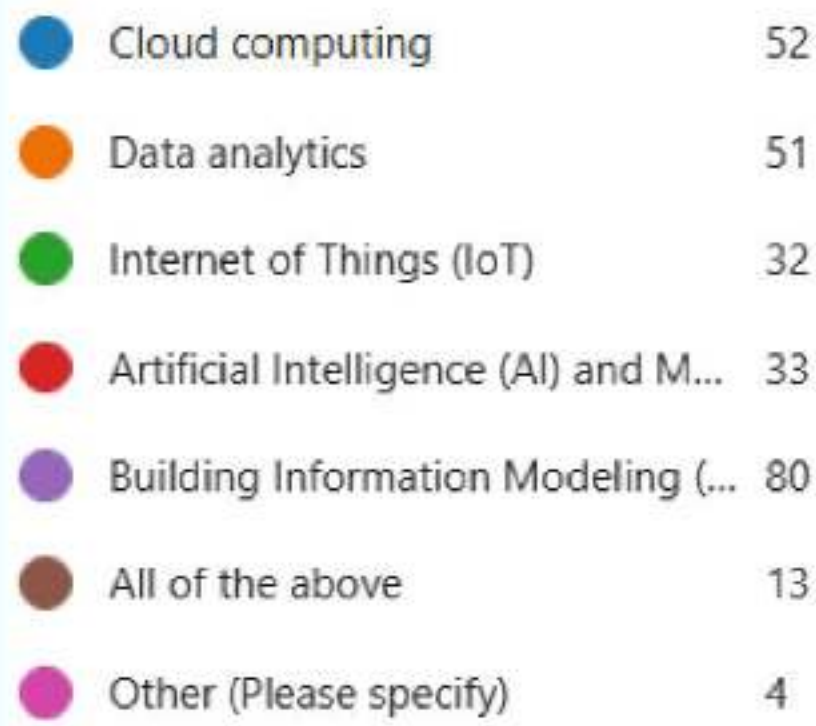 Cloud computing 52
Data analytics 51
Internet of Things (IoT) 32
Artificial Intelligence (AI) and M... 33
Building Information Modeling (... 80
All of the above 13
Other (Please specify) 4